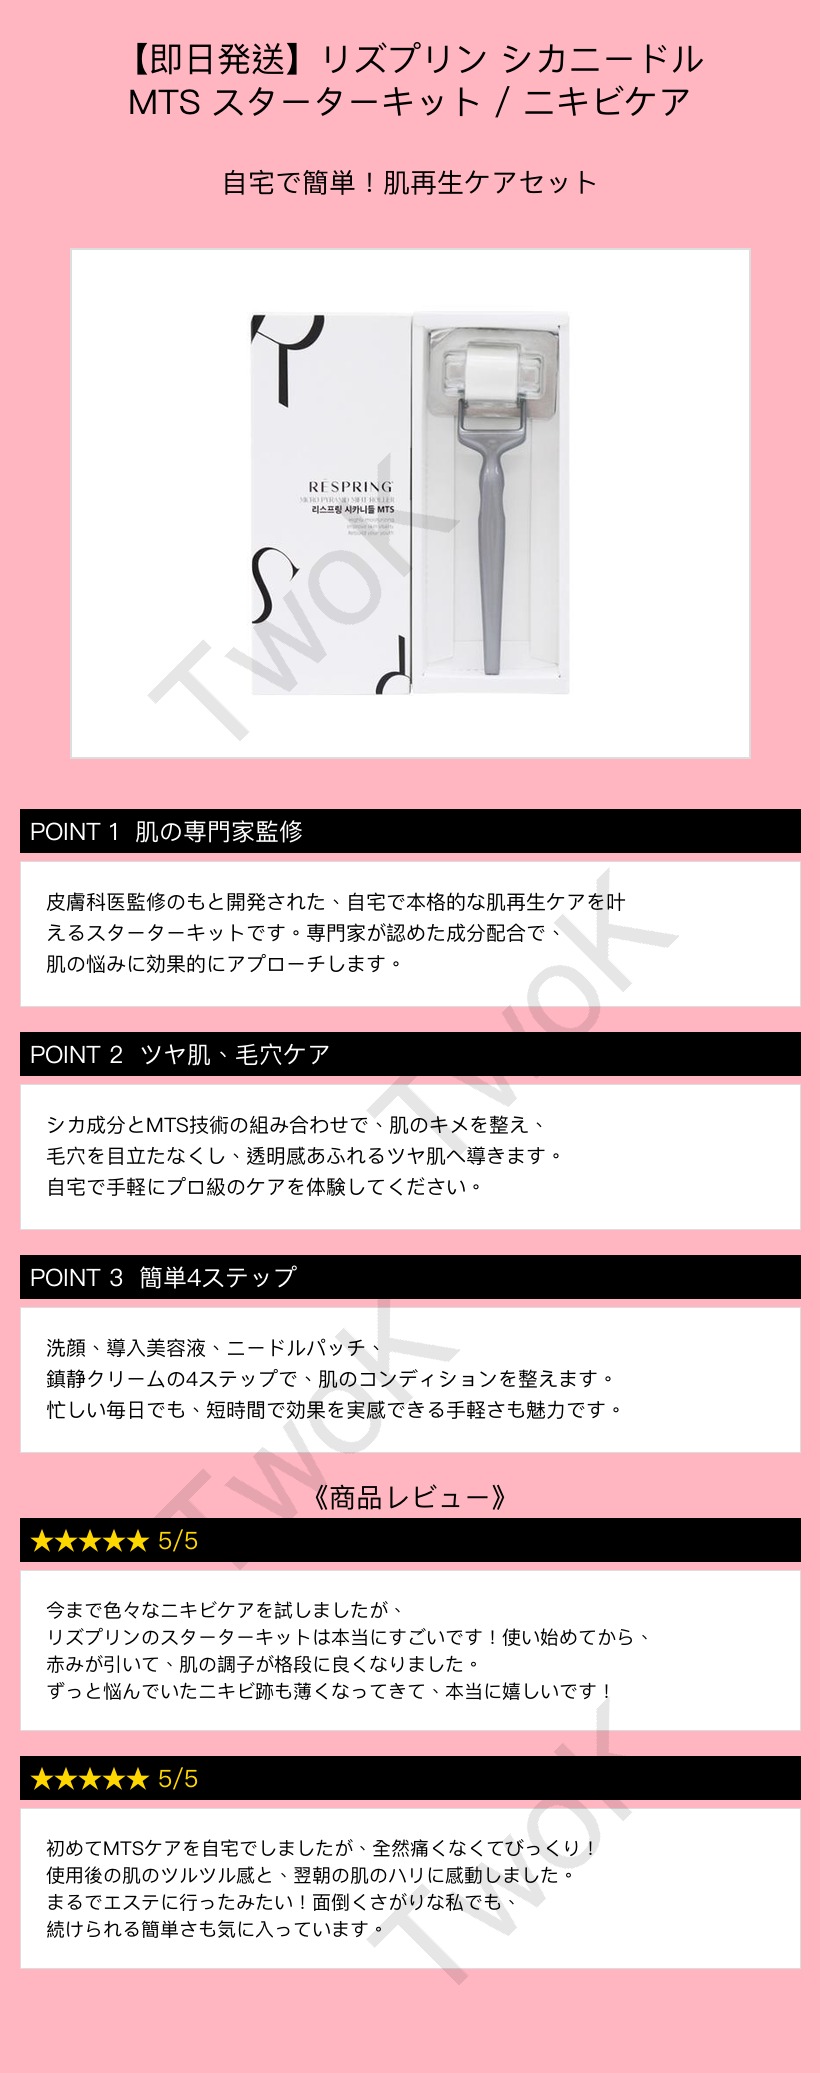 【即日発送】リズプリン シカニードル
MTS スターターキット / ニキビケア
自宅で簡単！肌再生ケアセット
RÉSPRING
MICRO PYRAMID MIFIT ROLLER
리스프링 시카니들 MTS
Highly moisturizing
Improve skin vitality
Rebuild your youth
TwoK
POINT 1 肌の専門家監修
皮膚科医監修のもと開発された、自宅で本格的な肌再生ケアを叶
えるスターターキットです。専門家が認めた成分配合で、
肌の悩みに効果的にアプローチします。
TwoK
POINT 2 ツヤ肌、毛穴ケア
シカ成分とMTS技術の組み合わせで、肌のキメを整え、
毛穴を目立たなくし、透明感あふれるツヤ肌へ導きます。
自宅で手軽にプロ級のケアを体験してください。
POINT 3 簡単4ステップ
洗顔、導入美容液、ニードルパッチ、
鎮静クリームの4ステップで、肌のコンディションを整えます。
忙しい毎日でも、短時間で効果を実感できる手軽さも魅力です。
TwoK
《商品レビュー》
★★★★★ 5/5
今まで色々なニキビケアを試しましたが、
リズプリンのスターターキットは本当にすごいです！使い始めてから、
赤みが引いて、肌の調子が格段に良くなりました。
ずっと悩んでいたニキビ跡も薄くなってきて、本当に嬉しいです！
★★★★★ 5/5
初めてMTSケアを自宅でしましたが、全然痛くなくてびっくり！
使用後の肌のツルツル感と、翌朝の肌のハリに感動しました。
まるでエステに行ったみたい！面倒くさがりな私でも、
続けられる簡単さも気に入っています。
TwoK